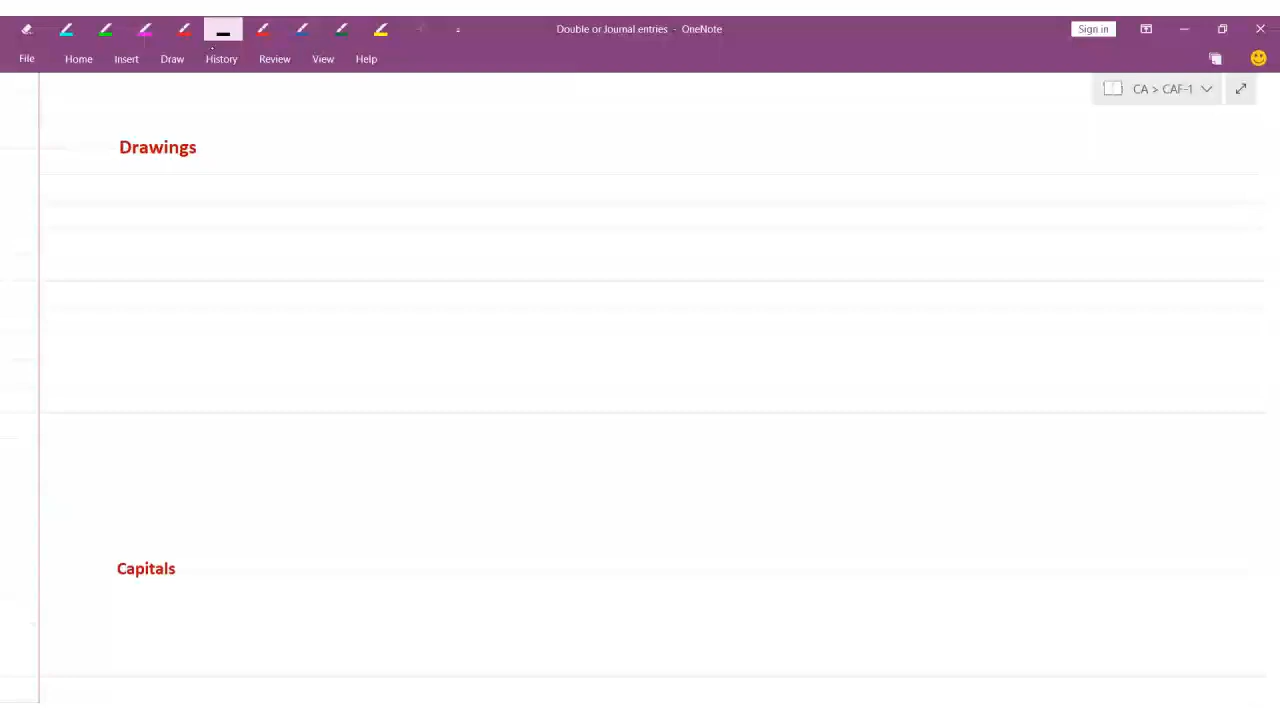 Double or Journal entries - OneNote
Sign in
File
Home
Insert
Draw
History
Review
View
Help
CA > CAF-1
Drawings
Capitals